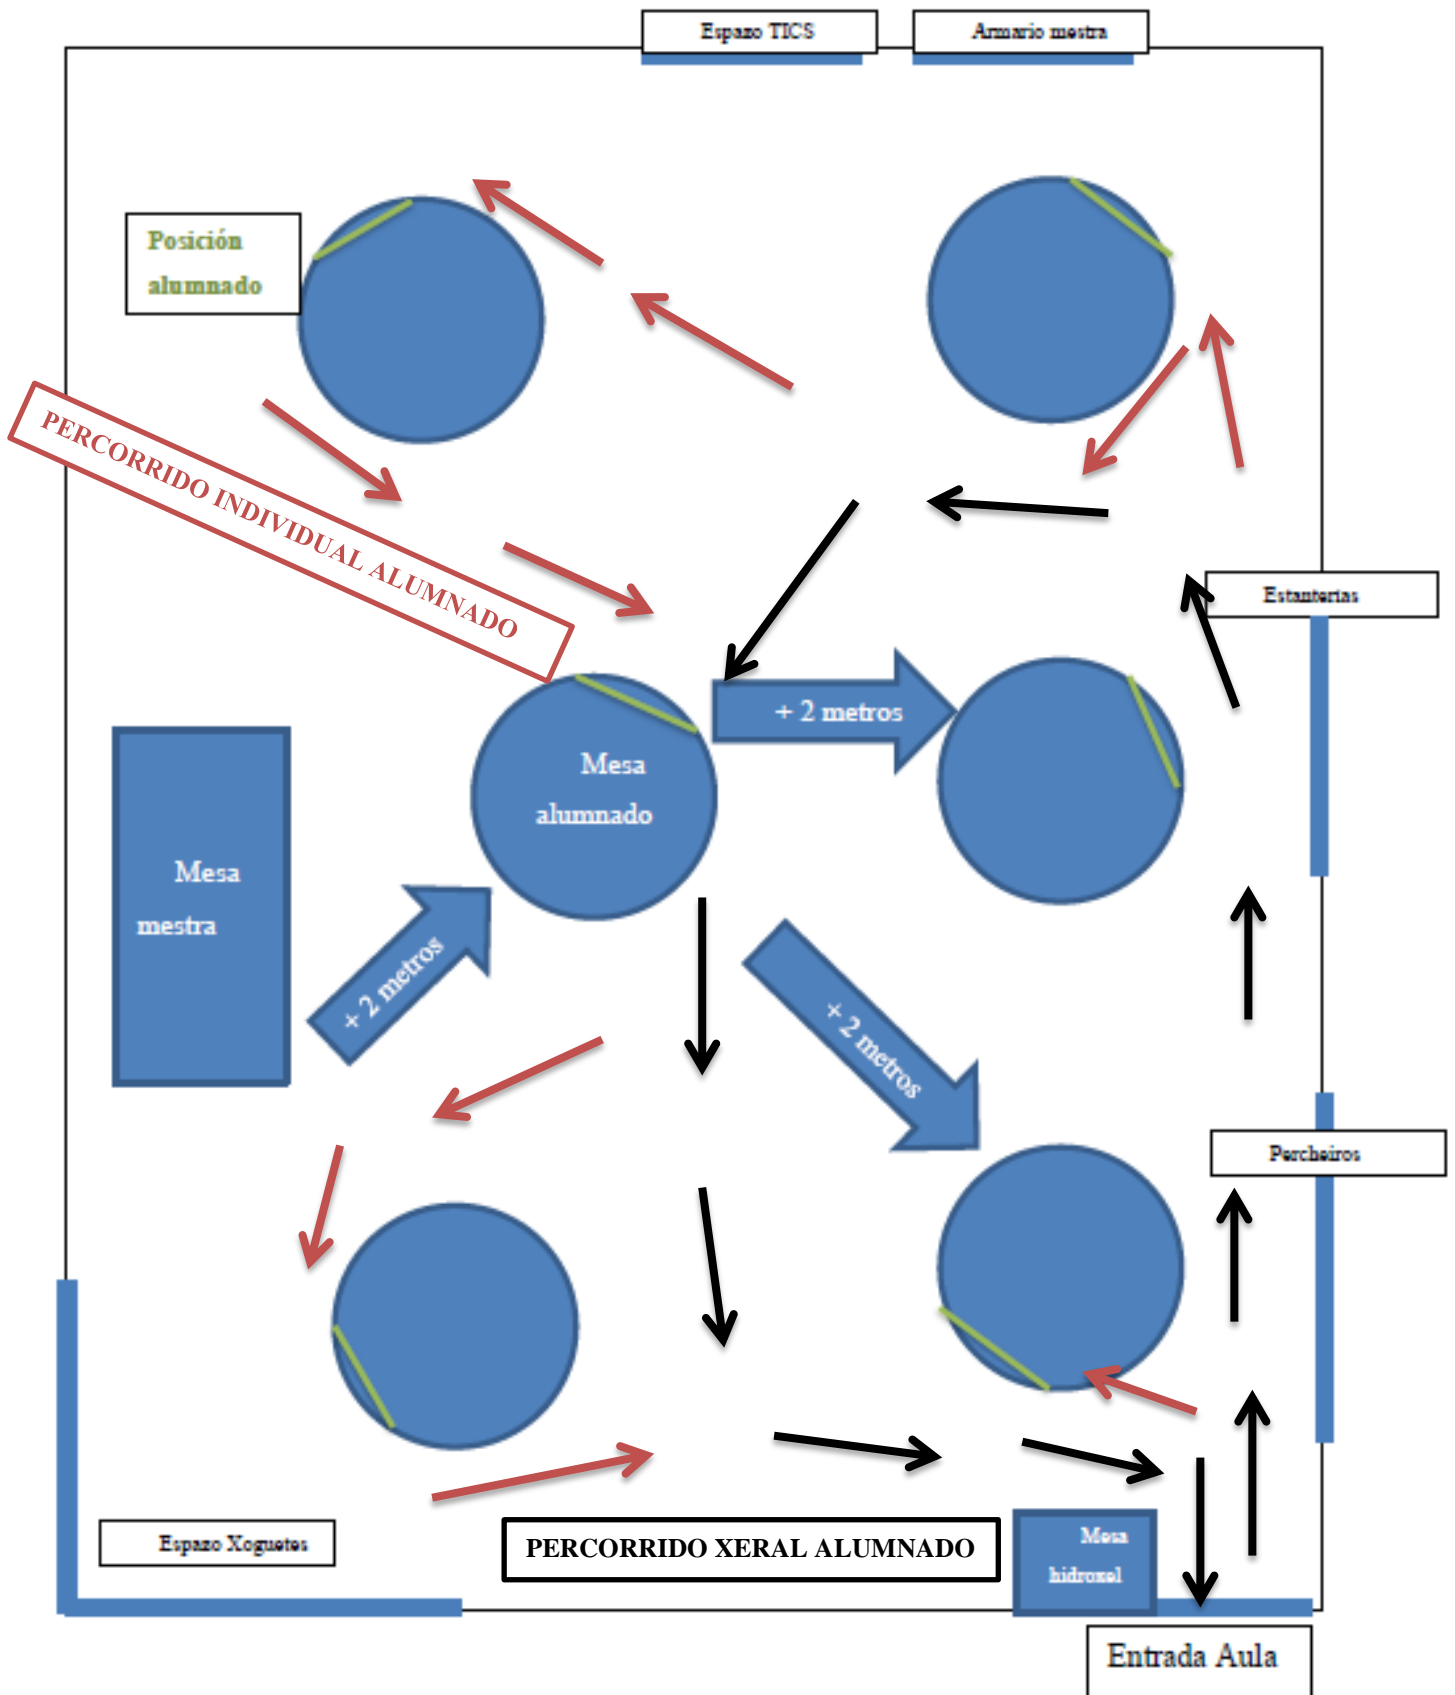 Espazo TICS
Armario mestra
Posición
alumnado
PERCORRIDO INDIVIDUAL ALUMNADO
Estanterías
+ 2 metros
Mesa
alumnado
Mesa
mestra
+ 2 metros
+ 2 metros
Percheiros
Espazo Xoguetes
PERCORRIDO XERAL ALUMNADO
Mesa
hidroxel
Entrada Aula